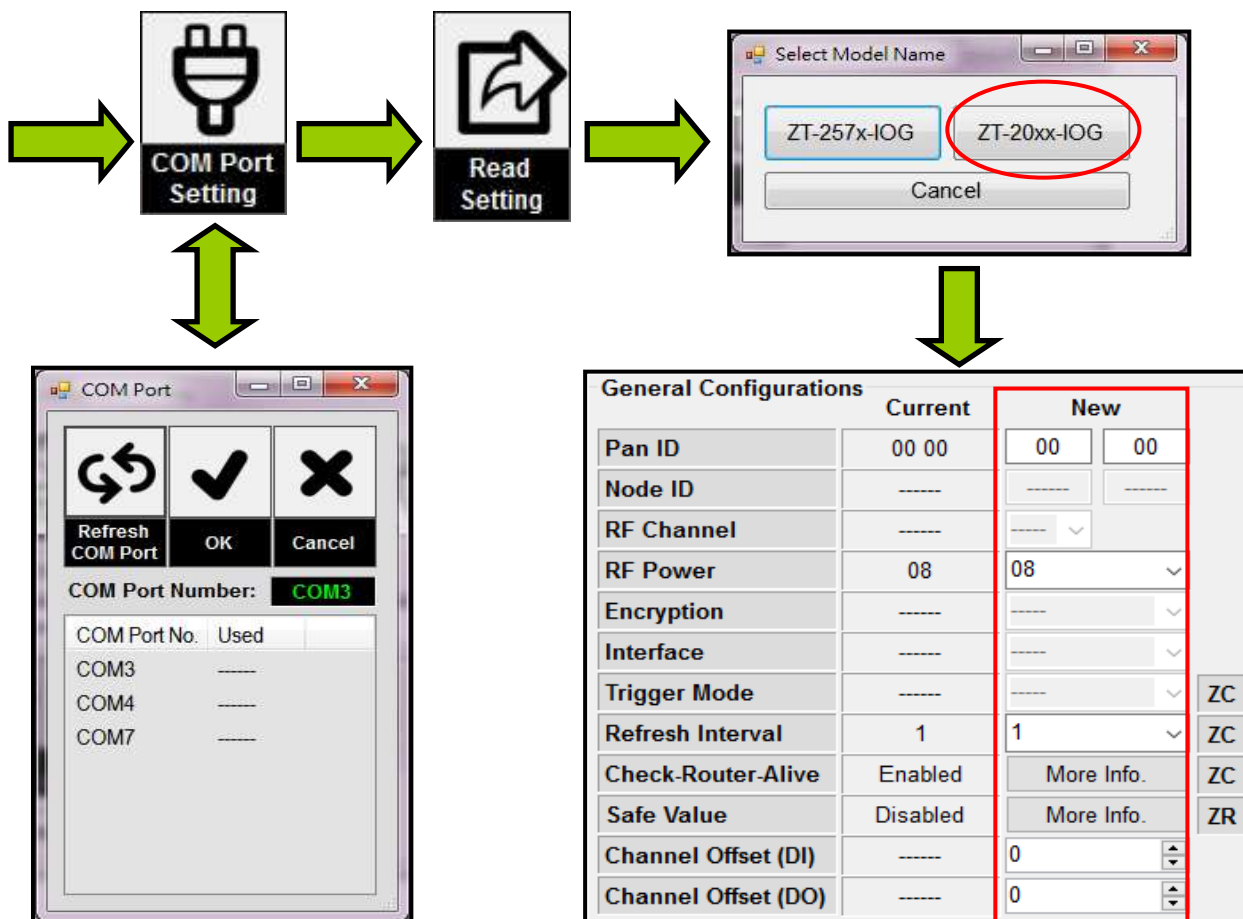 COM Port
Setting
Read
Setting
Select Model Name
ZT-257x-IOG ZT-20xx-IOG
Cancel
COM Port
Refresh
COM Port
OK
Cancel
COM Port Number: COM3
COM Port No. Used
COM3 ------
COM4 ------
COM7 ------
General Configurations
Current New
Pan ID 00 00 00 00
Node ID ------ ------ ------
RF Channel ------ -----
RF Power 08 08
Encryption ------ -----
Interface ------ -----
Trigger Mode ------ ----- ZC
Refresh Interval 1 1 ZC
Check-Router-Alive Enabled More Info. ZC
Safe Value Disabled More Info. ZR
Channel Offset (DI) ------ 0
Channel Offset (DO) ------ 0